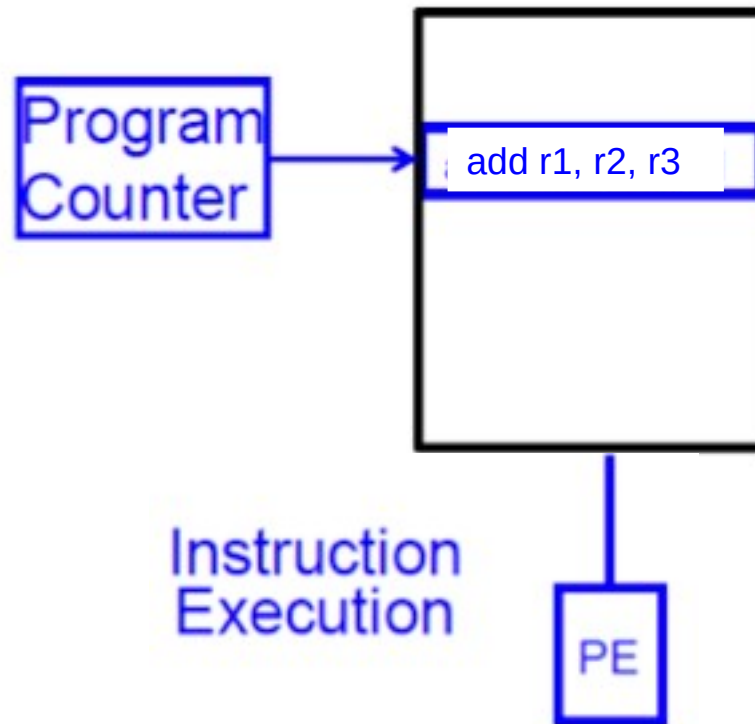 Program
Counter
add r1, r2, r3
Instruction
Execution
PE